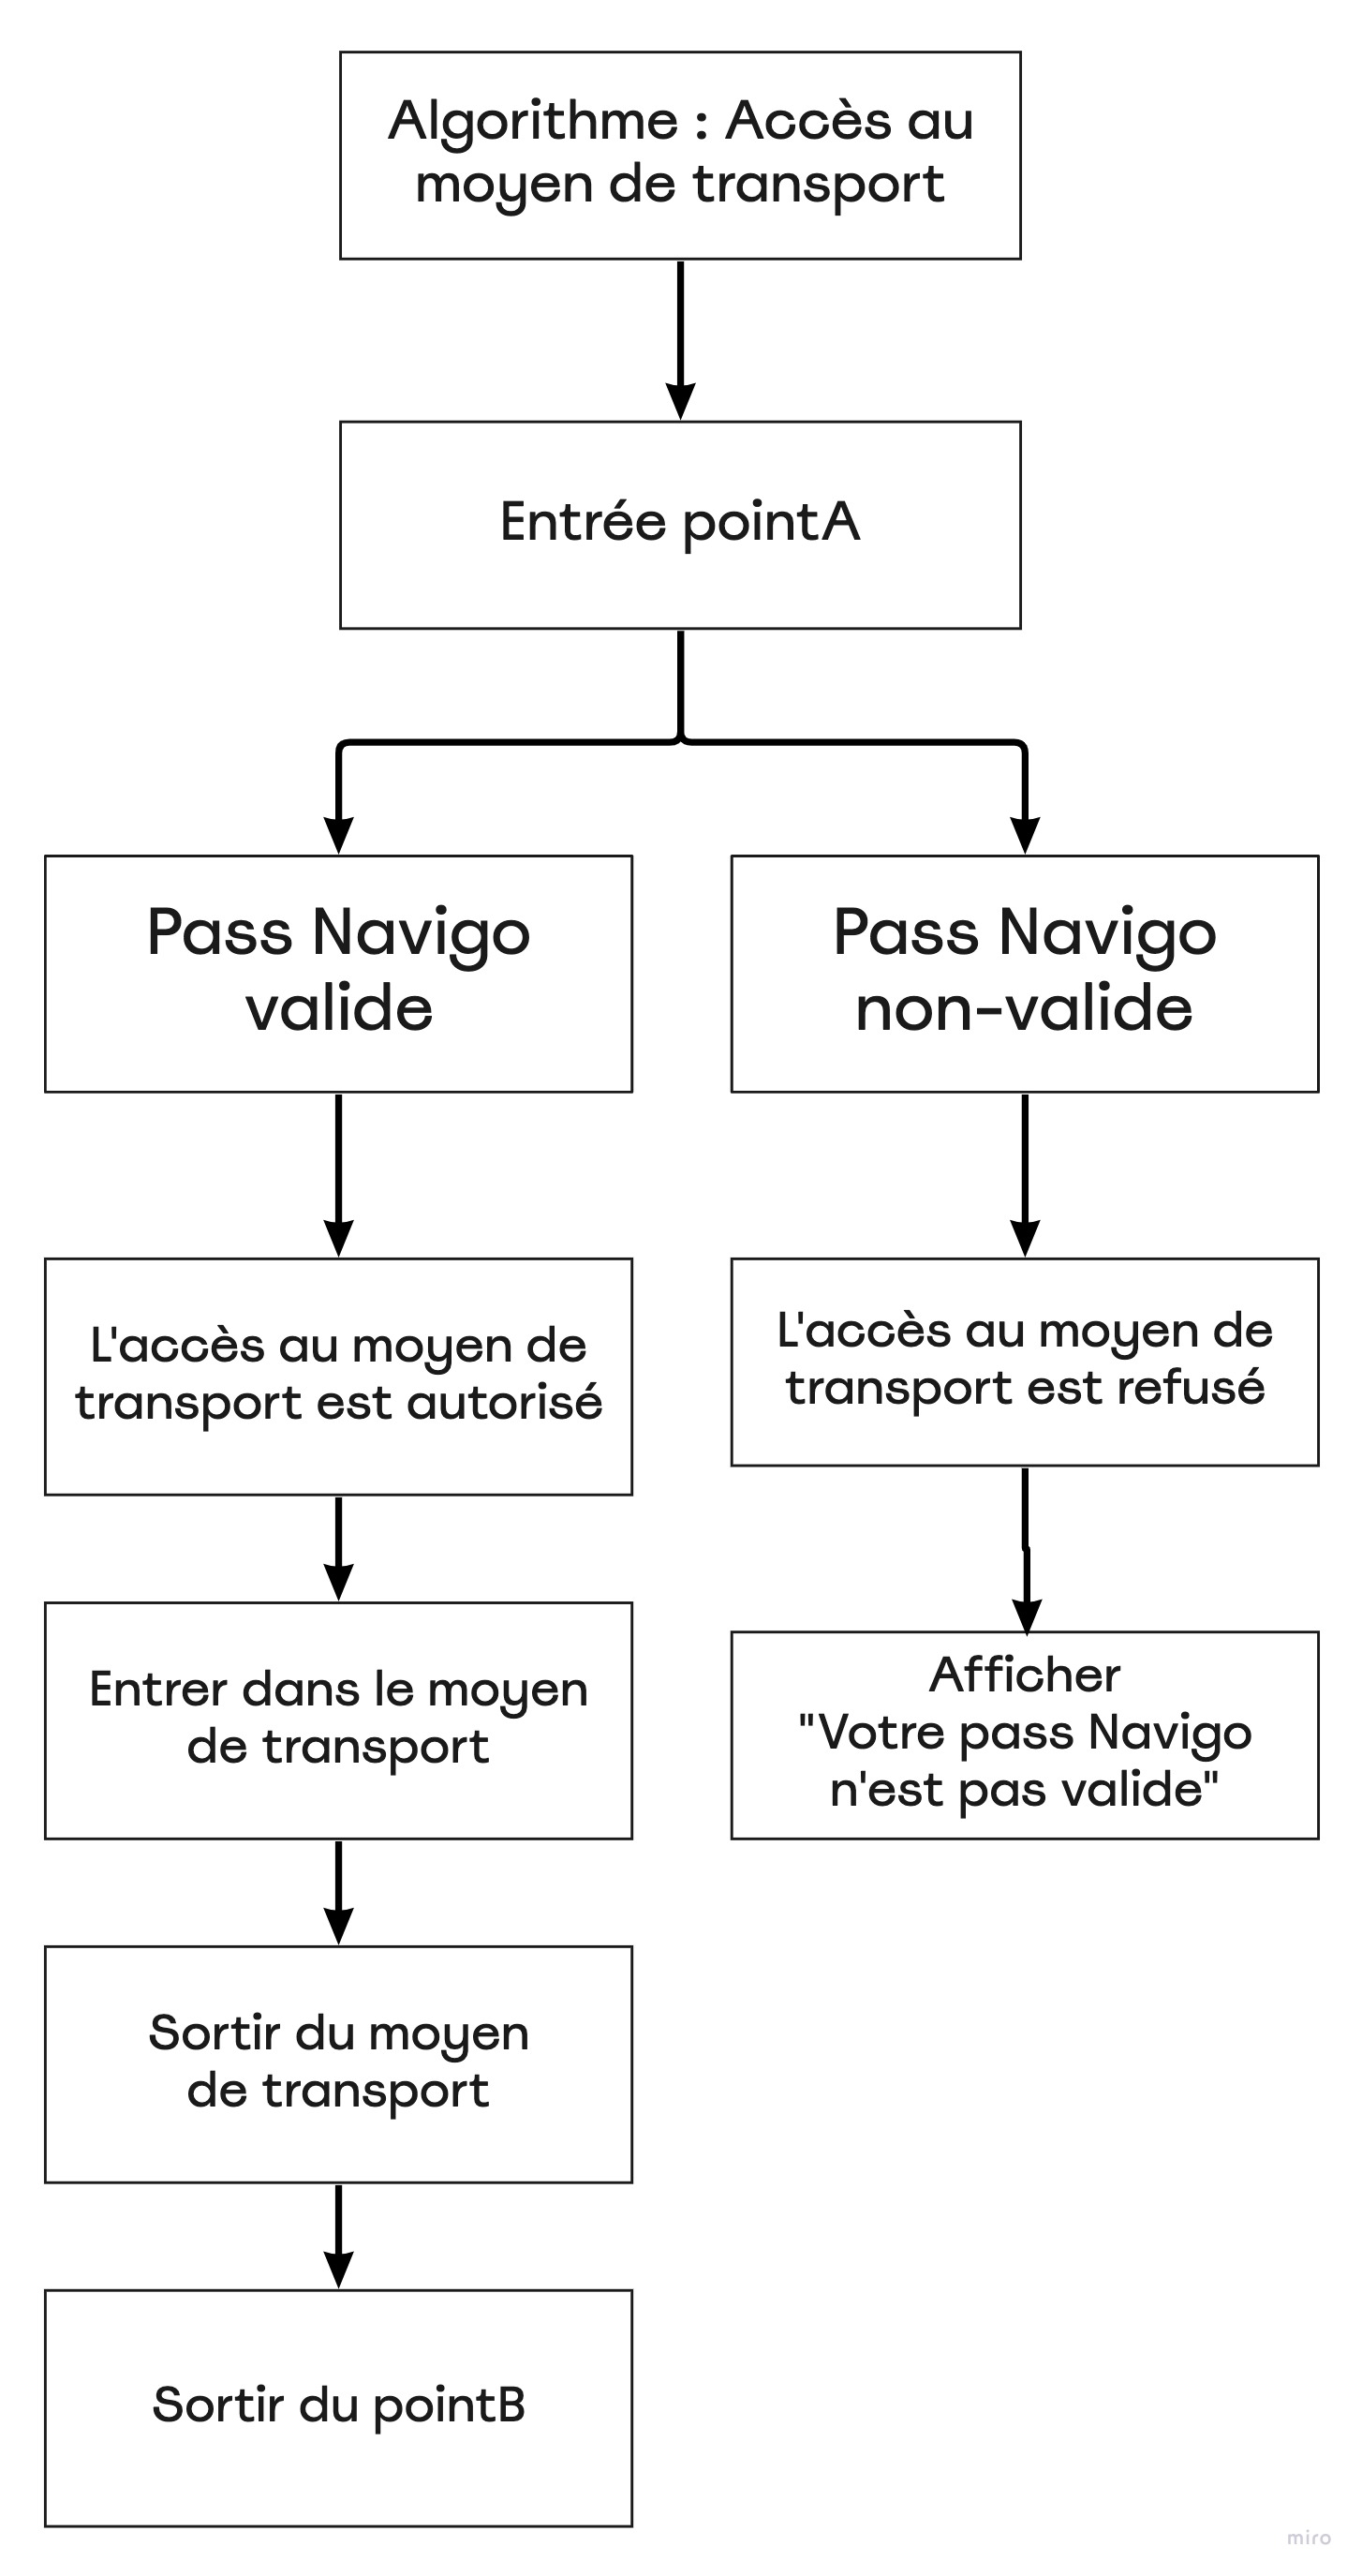 Algorithme : Accès au
moyen de transport
Entrée pointA
Pass Navigo
valide
Pass Navigo
non-valide
L'accès au moyen de
transport est autorisé
L'accès au moyen de
transport est refusé
Entrer dans le moyen
de transport
Afficher
"Votre pass Navigo
n'est pas valide"
Sortir du moyen
de transport
Sortir du pointB
miro